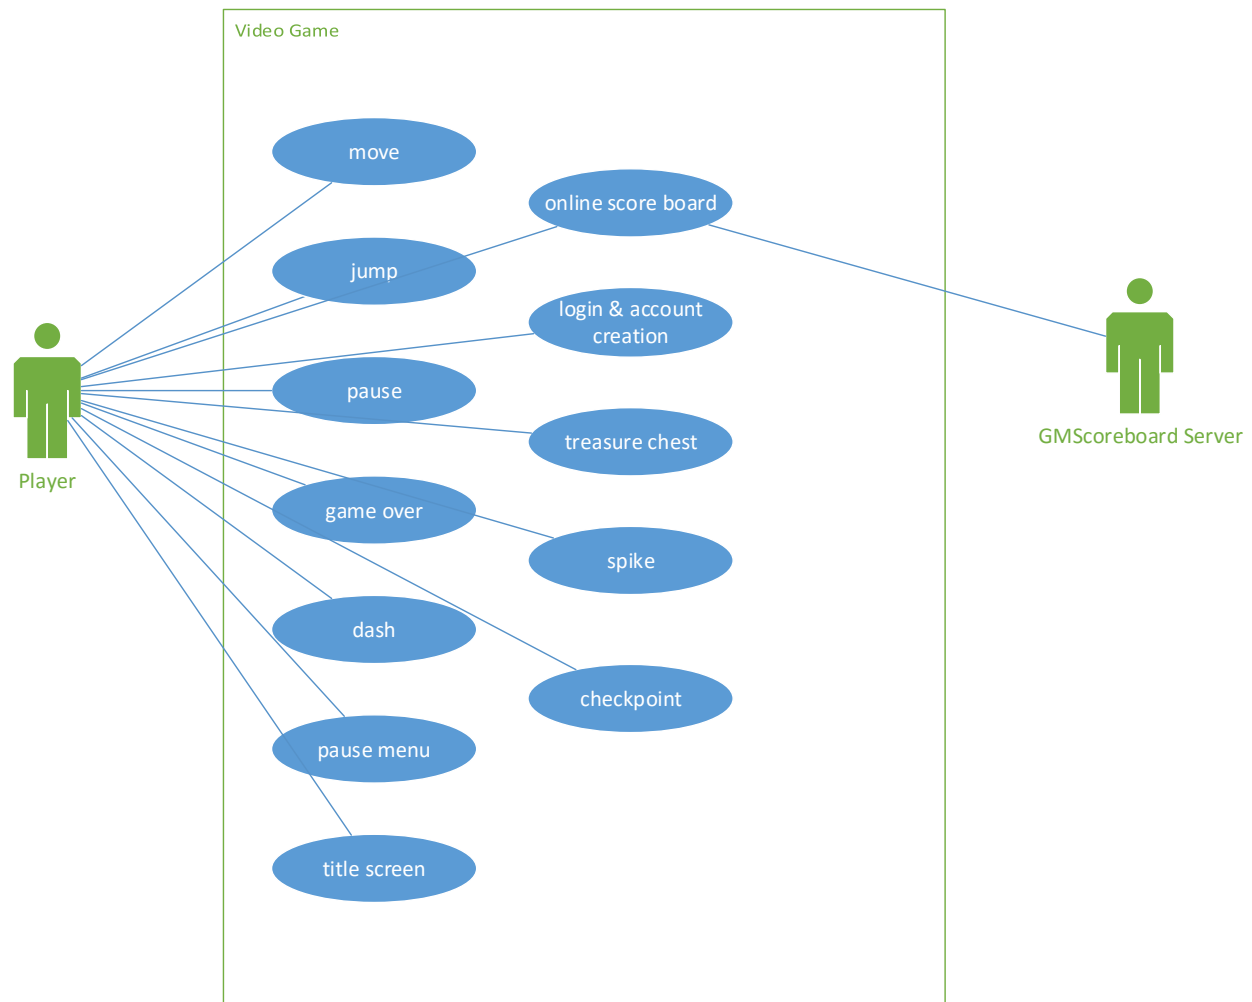 Video Game
move
online score board
jump
login & account
creation
pause
treasure chest
GMScoreboard Server
Player
game over
spike
dash
checkpoint
pause menu
title screen